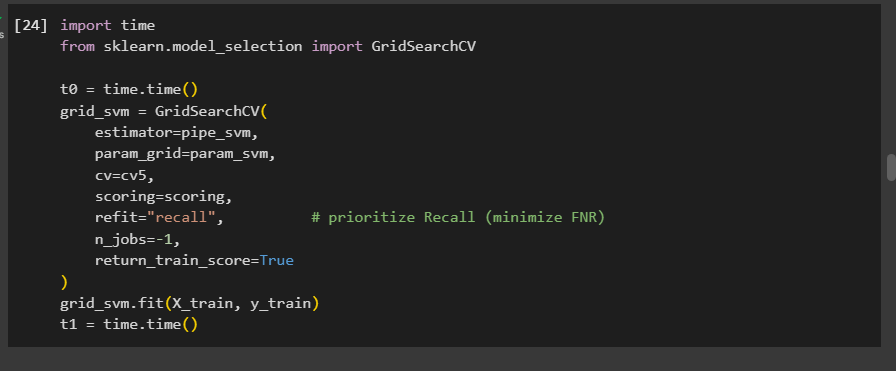 [24] import time
from sklearn.model_selection import GridSearchCV
t0 = time.time()
grid_svm = GridSearchCV(
estimator=pipe_svm,
param_grid=param_svm,
cv=cv5,
scoring=scoring,
refit="recall", # prioritize Recall (minimize FNR)
n_jobs=-1,
return_train_score=True
)
grid_svm.fit(X_train, y_train)
t1 = time.time()